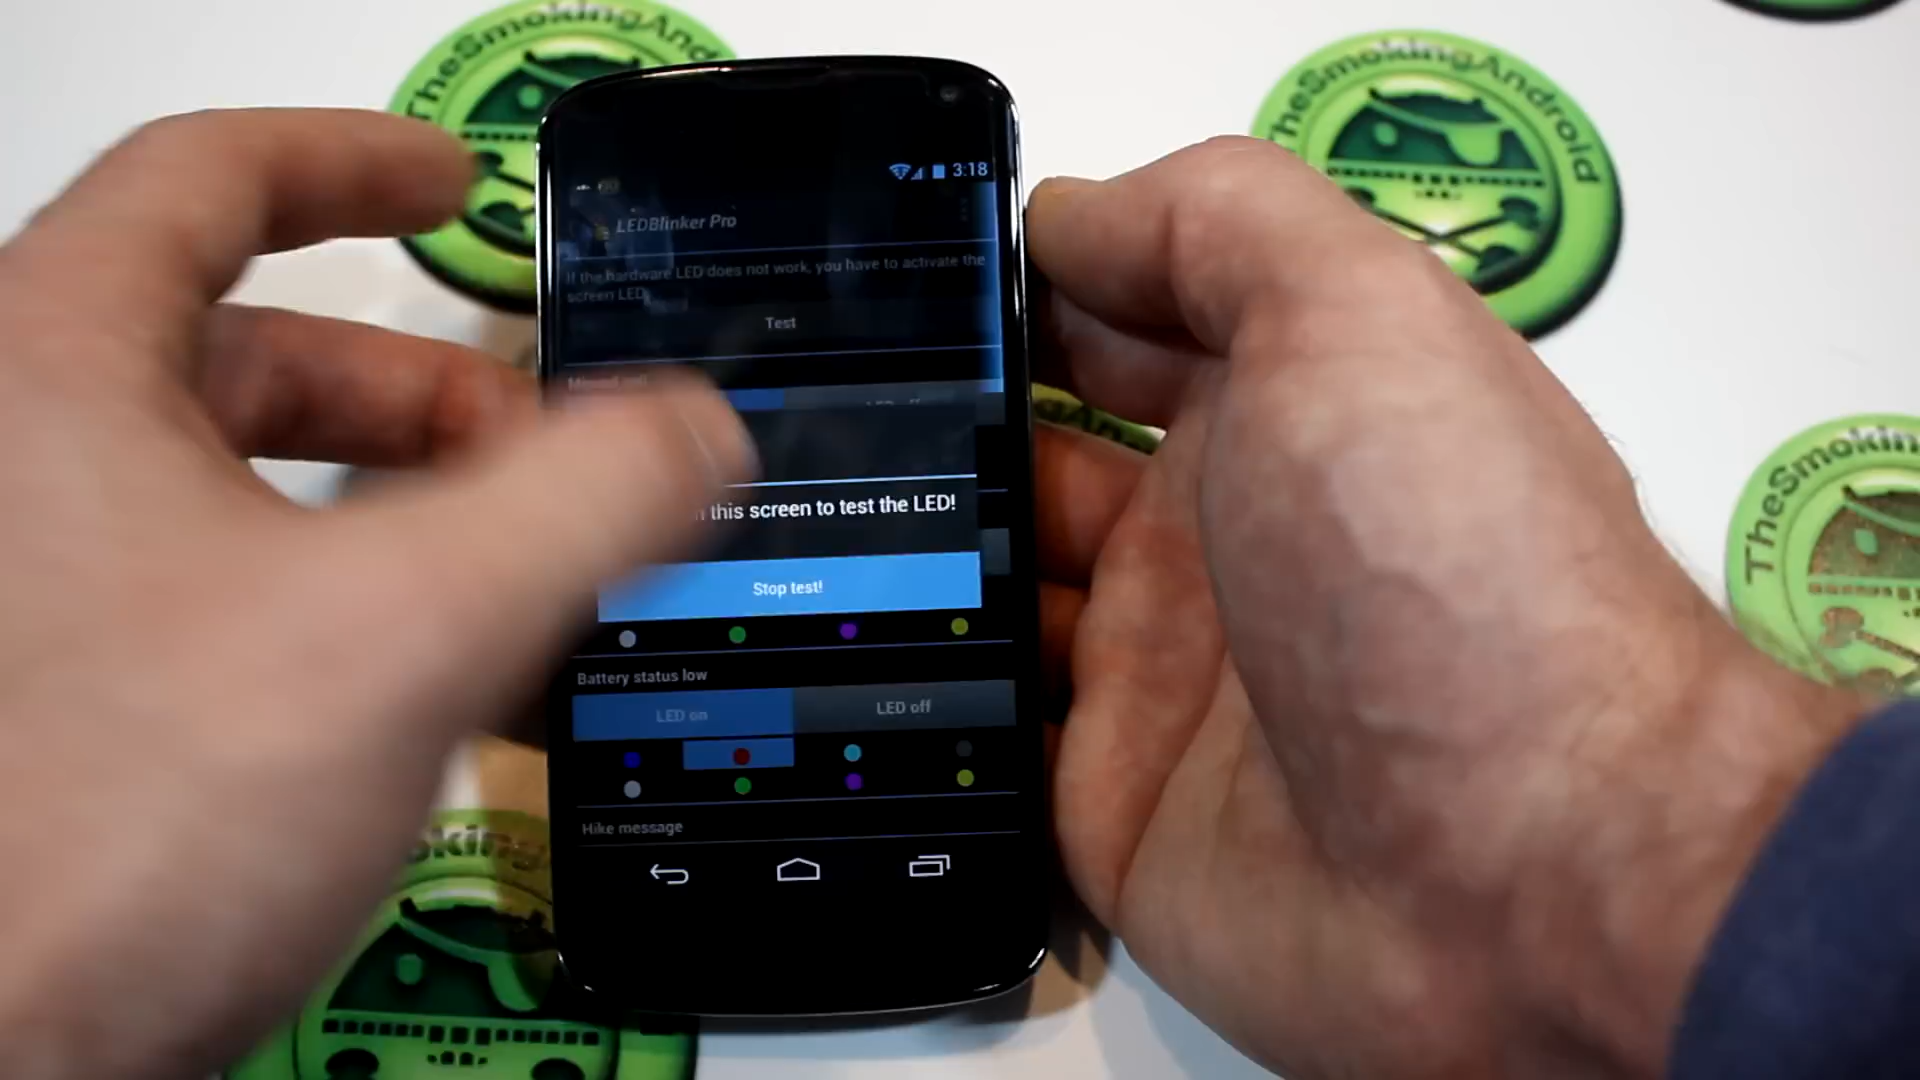 TheSmokingAnd
TheSmokingAndroid
3:18
LEDBlinker Pro
If the hardware LED does not work, you have to activate the
screen LED.
Test
this screen to test the LED!
Stop test!
Battery status low
LED on LED off
Hike message
TheSmokin